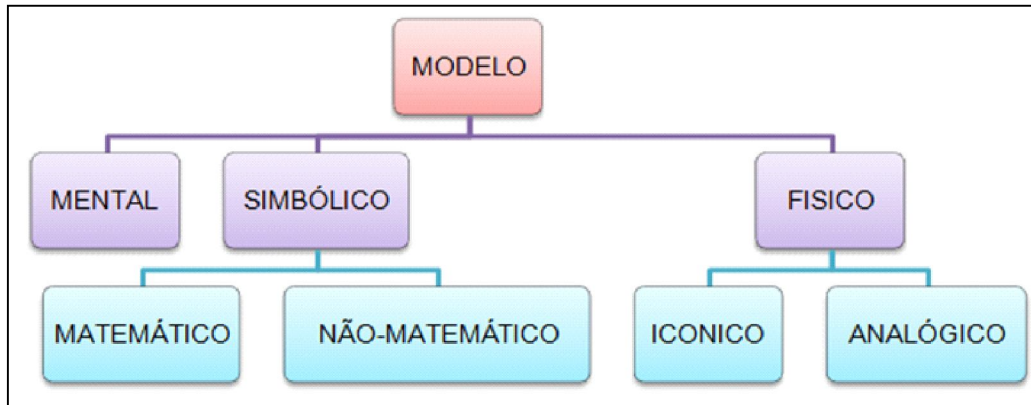 MODELO
MENTAL
SIMBÓLICO
FISICO
MATEMÁTICO
NÃO-MATEMÁTICO
ICONICO
ANALÓGICO